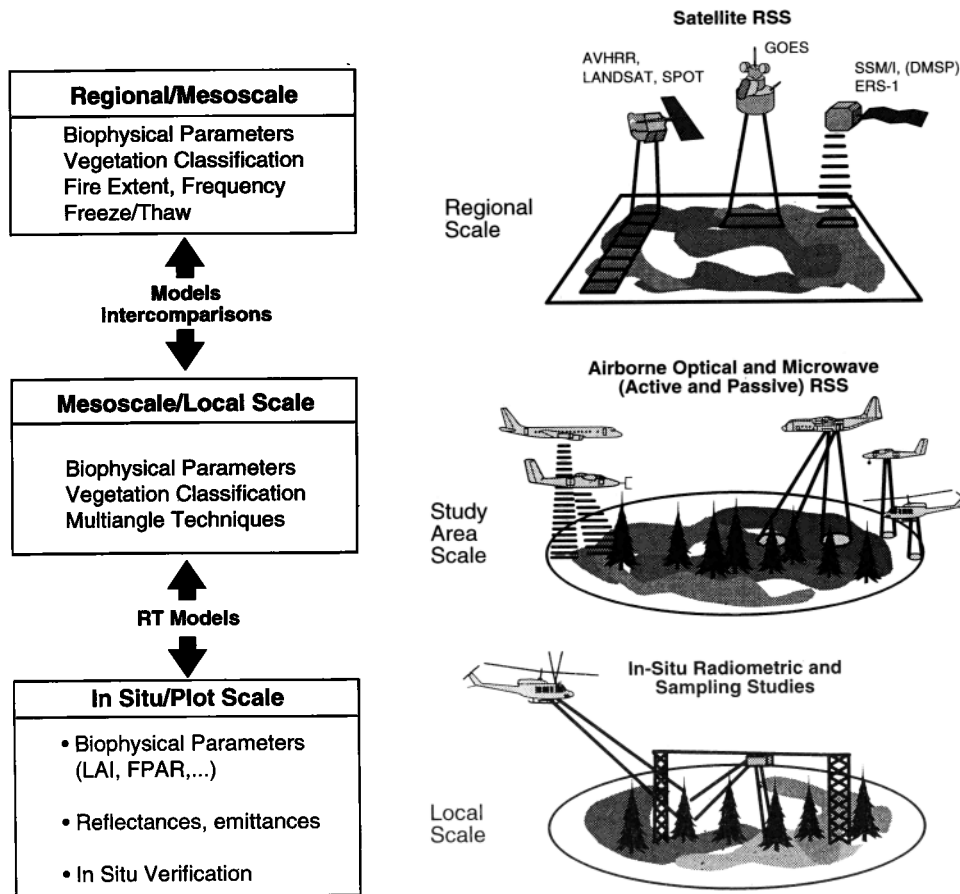 Regional/Mesoscale
Biophysical Parameters
Vegetation Classification
Fire Extent, Frequency
Freeze/Thaw
Models
Intercomparisons
Mesoscale/Local Scale
Biophysical Parameters
Vegetation Classification
Multiangle Techniques
RT Models
In Situ/Plot Scale
• Biophysical Parameters
(LAI, FPAR,...)
• Reflectances, emittances
• In Situ Verification
Satellite RSS
AVHRR,
LANDSAT, SPOT
GOES
SSM/I, (DMSP)
ERS-1
Regional
Scale
Airborne Optical and Microwave
(Active and Passive) RSS
Study
Area
Scale
In-Situ Radiometric and
Sampling Studies
Local
Scale